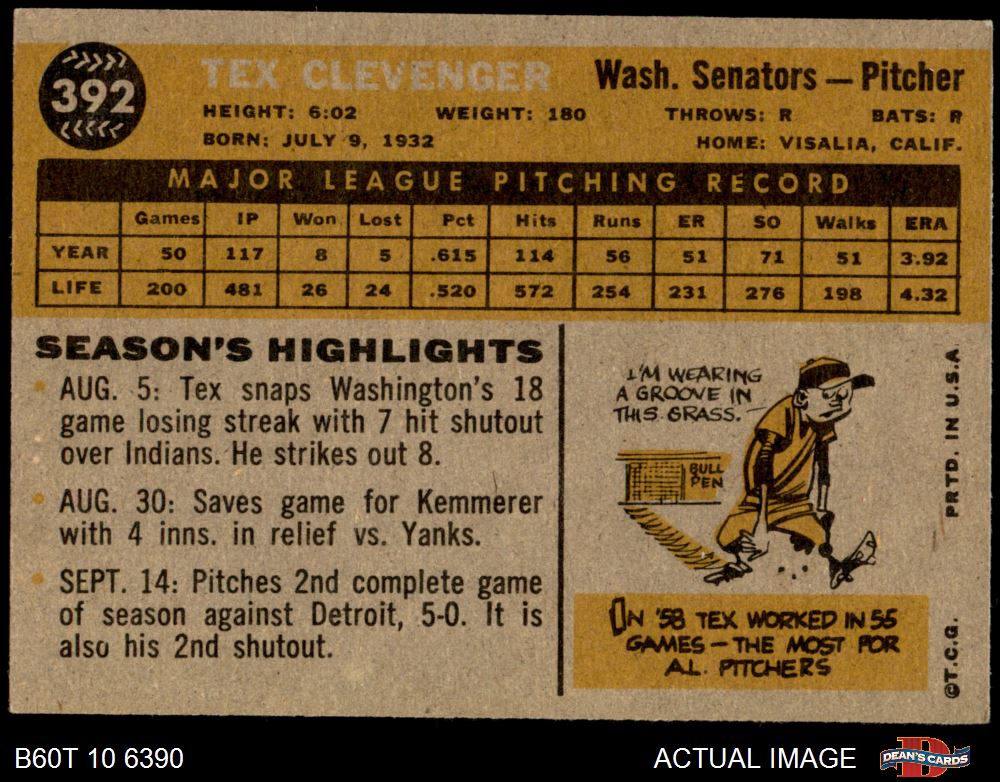 392
TEX CLEVENGER
Wash. Senators — Pitcher
HEIGHT: 6:02 WEIGHT: 180 THROWS: R BATS: R
BORN: JULY 9, 1932 HOME: VISALIA, CALIF.
MAJOR LEAGUE PITCHING RECORD
Games IP Won Lost Pct Hits Runs ER SO Walks ERA
YEAR 50 117 8 5 .615 114 56 51 71 51 3.92
LIFE 200 481 26 24 .520 572 254 231 276 198 4.32
SEASON'S HIGHLIGHTS
AUG. 5: Tex snaps Washington's 18
game losing streak with 7 hit shutout
over Indians. He strikes out 8.
AUG. 30: Saves game for Kemmerer
with 4 inns. in relief vs. Yanks.
SEPT. 14: Pitches 2nd complete game
of season against Detroit, 5-0. It is
also his 2nd shutout.
I'M WEARING
A GROOVE IN
THIS GRASS.
BULL
PEN
IN '58 TEX WORKED IN 55
GAMES — THE MOST FOR
A.L. PITCHERS
©T.C.G. PRTD. IN U.S.A
B60T 10 6390
ACTUAL IMAGE
DEAN'S CARDS